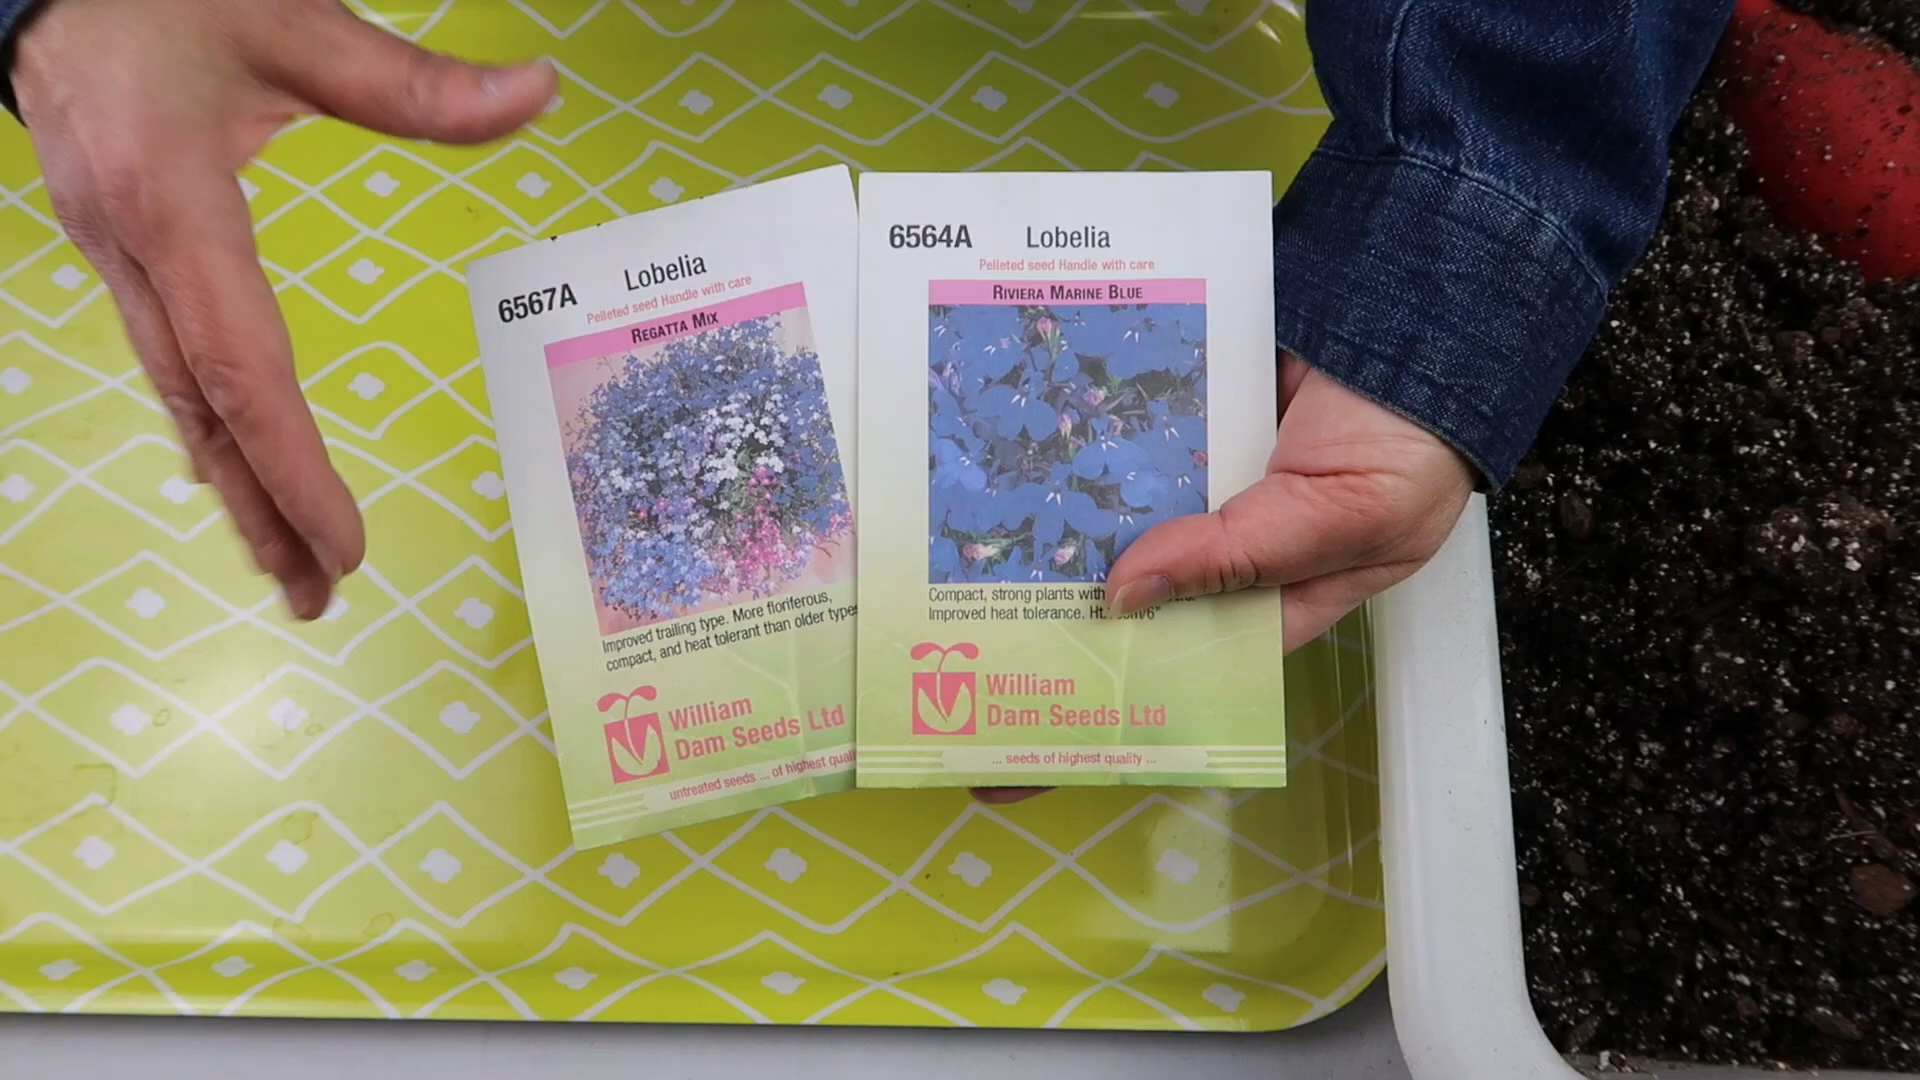 6567A Lobelia
Pelleted seed Handle with care
REGATTA MIX
Improved trailing type. More floriferous,
compact, and heat tolerant than older types
William
Dam Seeds Ltd
untreated seeds ... of highest
6564A Lobelia
Pelleted seed Handle with care
RIVIERA MARINE BLUE
Compact, strong plants with
Improved heat tolerance. Ht.
William
Dam Seeds Ltd
... seeds of highest quality ...